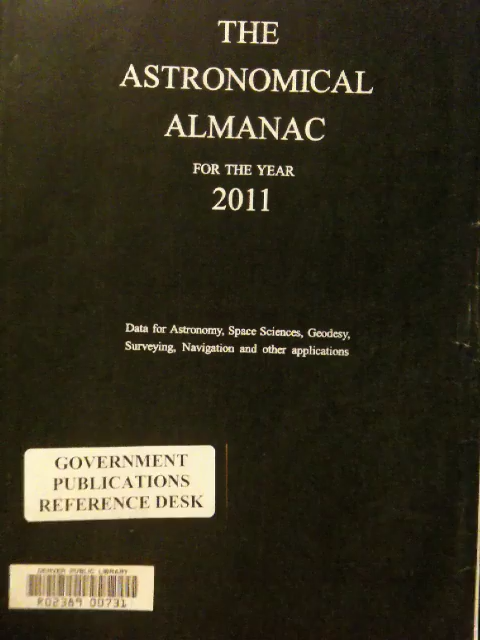 THE
ASTRONOMICAL
ALMANAC
FOR THE YEAR
2011
Data for Astronomy, Space Sciences, Geodesy,
Surveying, Navigation and other applications
GOVERNMENT
PUBLICATIONS
REFERENCE DESK
DENVER PUBLIC LIBRARY
R02389 00731